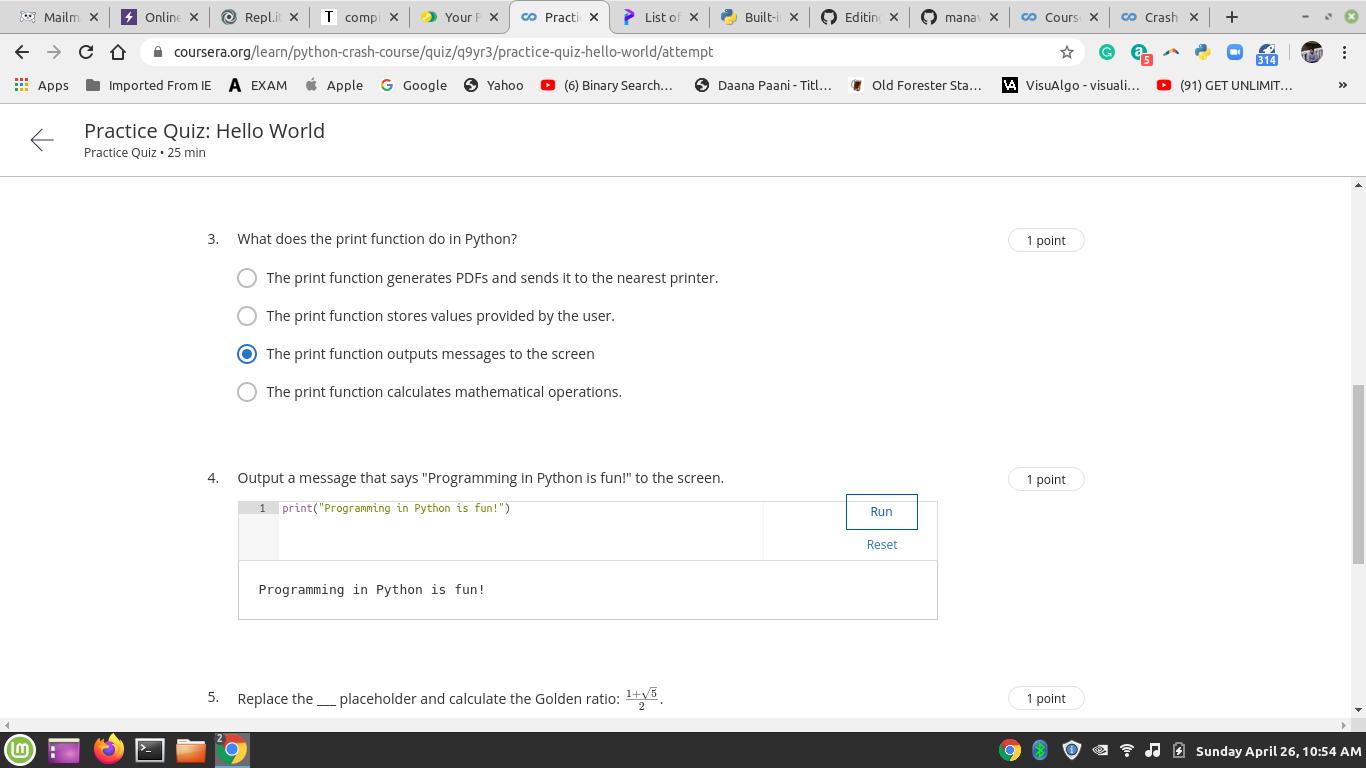 Mailm
Online
Repl.it
compl
Your P
Practi
List of
Built-i
Editing
manav
Cours
Crash
coursera.org/learn/python-crash-course/quiz/q9yr3/practice-quiz-hello-world/attempt
5
314
Apps
Imported From IE
EXAM
Apple
Google
Yahoo
(6) Binary Search...
Daana Paani - Titl...
Old Forester Sta...
VisuAlgo - visuali...
(91) GET UNLIMIT...
»
Practice Quiz: Hello World
Practice Quiz • 25 min
3. What does the print function do in Python?
1 point
The print function generates PDFs and sends it to the nearest printer.
The print function stores values provided by the user.
The print function outputs messages to the screen
The print function calculates mathematical operations.
4. Output a message that says "Programming in Python is fun!" to the screen.
1 point
1 print("Programming in Python is fun!")
Run
Reset
Programming in Python is fun!
5. Replace the ___ placeholder and calculate the Golden ratio: (1+√5)/2.
1 point
2
Sunday April 26, 10:54 AM